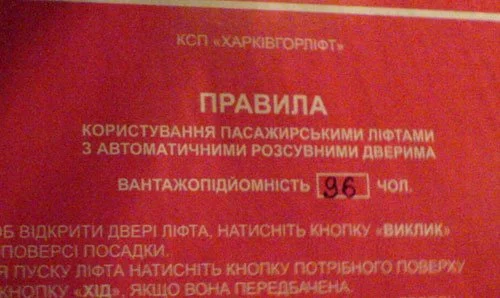 КСП «ХАРКІВГОРЛІФТ»
ПРАВИЛА
КОРИСТУВАННЯ ПАСАЖИРСЬКИМИ ЛІФТАМИ
З АВТОМАТИЧНИМИ РОЗСУВНИМИ ДВЕРИМА
ВАНТАЖОПІДЙОМНІСТЬ 96 ЧОЛ.
ОБ ВІДКРИТИ ДВЕРІ ЛІФТА, НАТИСНІТЬ КНОПКУ «ВИКЛИК»
ПОВЕРСІ ПОСАДКИ.
Я ПУСКУ ЛІФТА НАТИСНІТЬ КНОПКУ ПОТРІБНОГО ПОВЕРХУ
КНОПКУ «ХІД», ЯКЩО ВОНА ПЕРЕДБАЧЕНА.